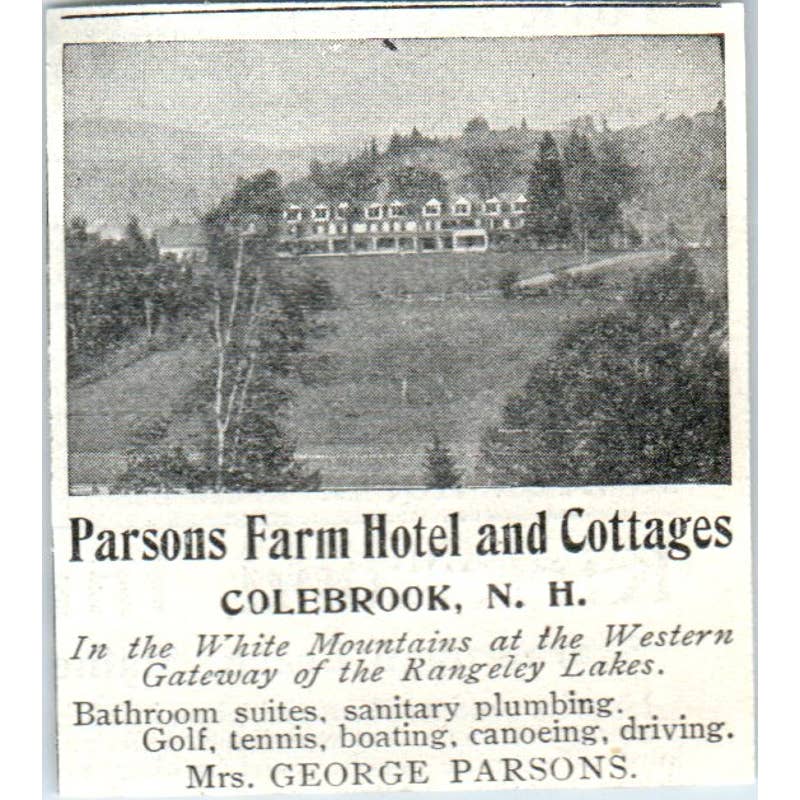 Parsons Farm Hotel and Cottages
COLEBROOK, N. H.
In the White Mountains at the Western
Gateway of the Rangeley Lakes.
Bathroom suites, sanitary plumbing.
Golf, tennis, boating, canoeing, driving.
Mrs. GEORGE PARSONS.